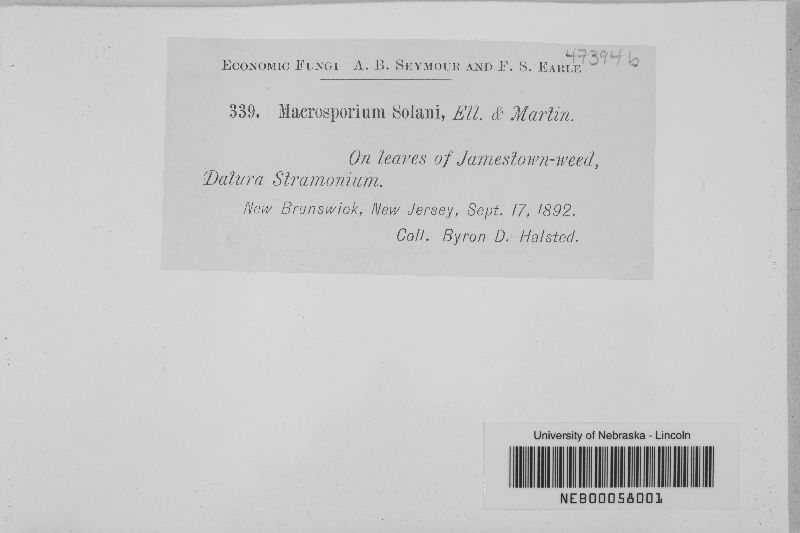 473946
ECONOMIC FUNGI A. B. SEYMOUR AND F. S. EARLE
339. Macrosporium Solani, Ell. & Martin.
On leaves of Jamestown-weed,
Datura Stramonium.
New Brunswick, New Jersey, Sept. 17, 1892.
Coll. Byron D. Halsted.
University of Nebraska - Lincoln
NEB00058001